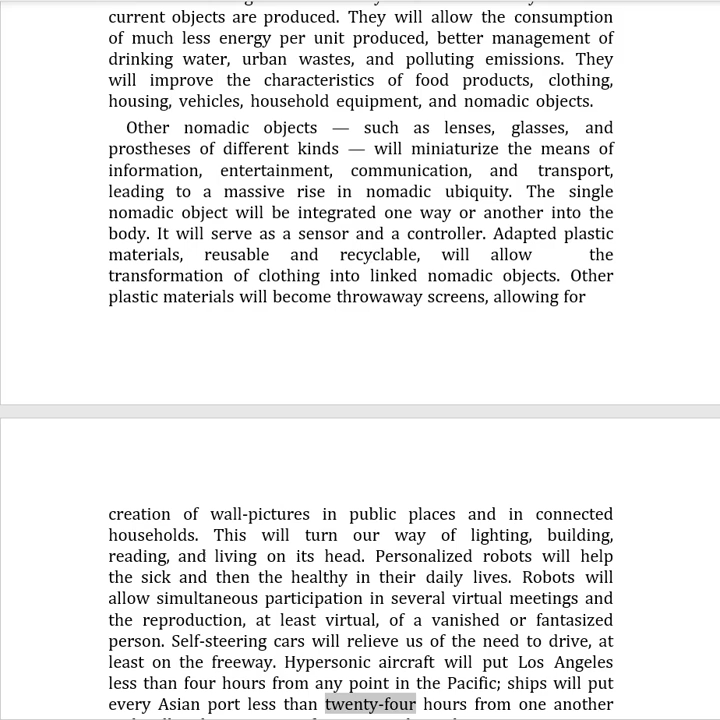 current objects are produced. They will allow the consumption
of much less energy per unit produced, better management of
drinking water, urban wastes, and polluting emissions. They
will improve the characteristics of food products, clothing,
housing, vehicles, household equipment, and nomadic objects.
Other nomadic objects — such as lenses, glasses, and
prostheses of different kinds — will miniaturize the means of
information, entertainment, communication, and transport,
leading to a massive rise in nomadic ubiquity. The single
nomadic object will be integrated one way or another into the
body. It will serve as a sensor and a controller. Adapted plastic
materials, reusable and recyclable, will allow the
transformation of clothing into linked nomadic objects. Other
plastic materials will become throwaway screens, allowing for
creation of wall-pictures in public places and in connected
households. This will turn our way of lighting, building,
reading, and living on its head. Personalized robots will help
the sick and then the healthy in their daily lives. Robots will
allow simultaneous participation in several virtual meetings and
the reproduction, at least virtual, of a vanished or fantasized
person. Self-steering cars will relieve us of the need to drive, at
least on the freeway. Hypersonic aircraft will put Los Angeles
less than four hours from any point in the Pacific; ships will put
every Asian port less than twenty-four hours from one another